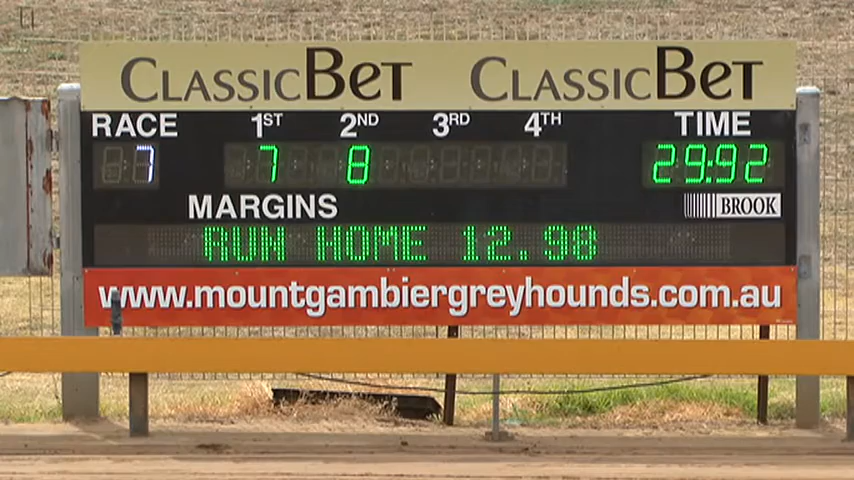 CLASSICBET CLASSICBET
RACE 1ST 2ND 3RD 4TH TIME
7 7 8 29:92
MARGINS BROOK
RUN HOME 12.98
www.mountgambiergreyhounds.com.au